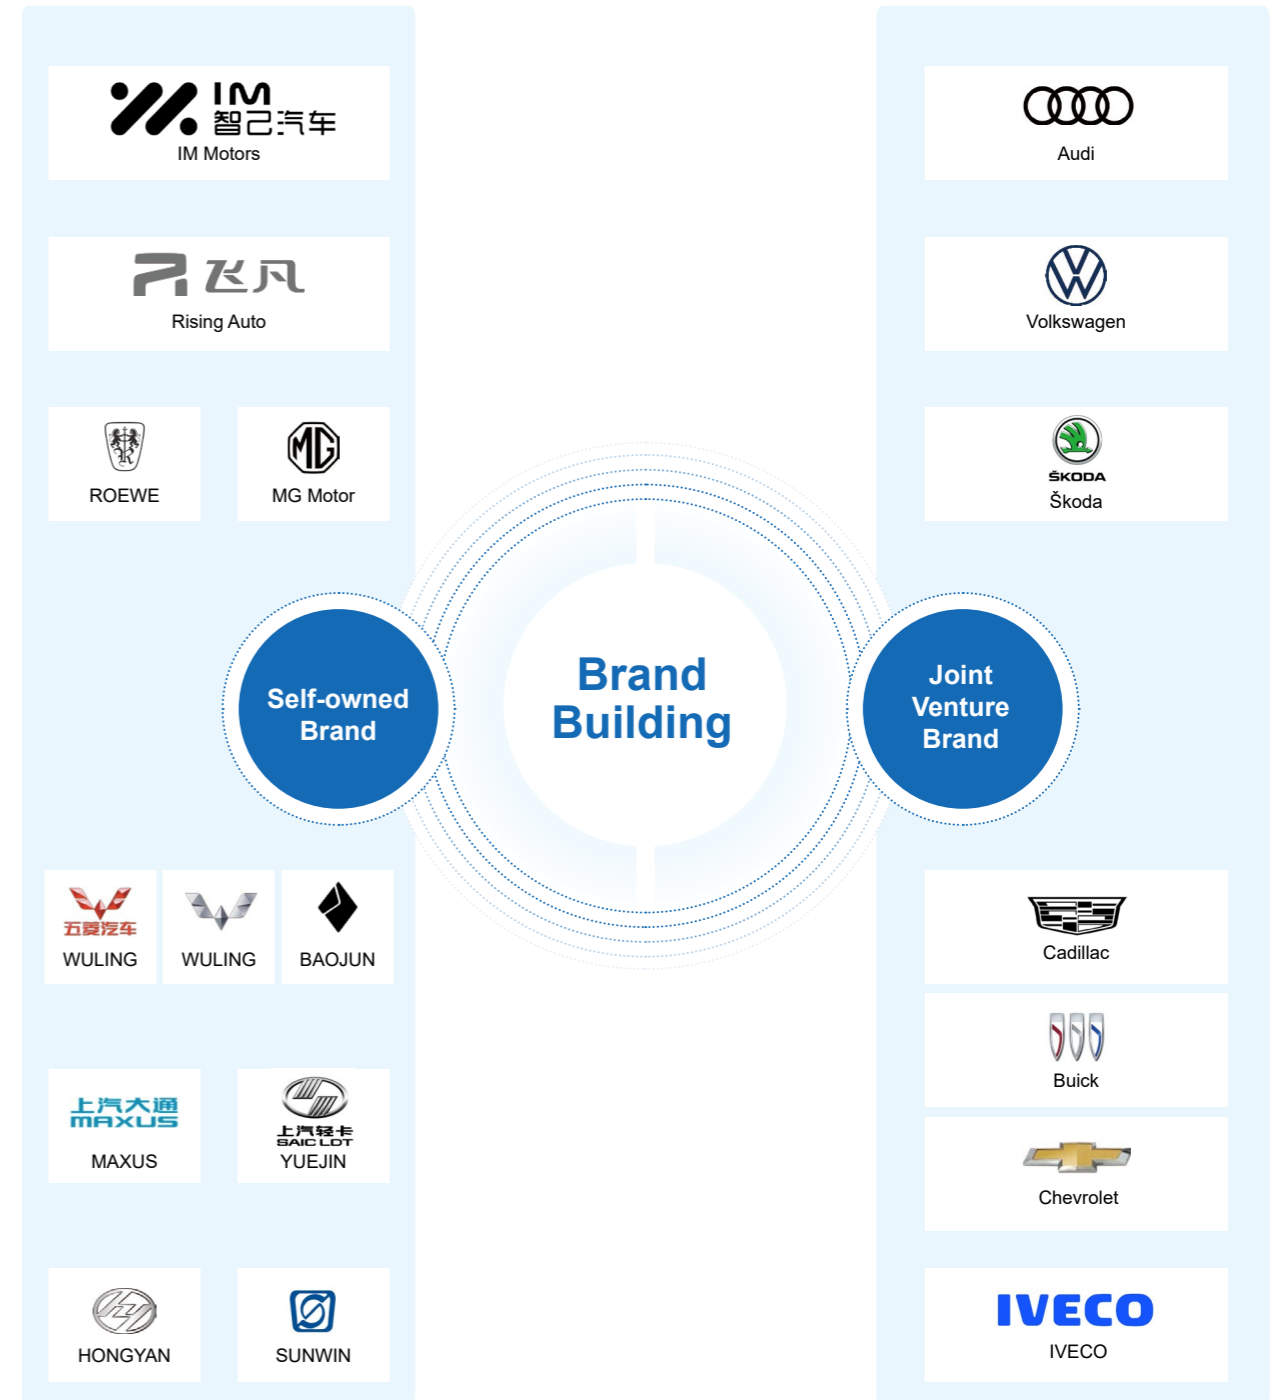 IM
智己汽车
IM Motors
飞凡
Rising Auto
ROEWE
MG
MG Motor
Self-owned
Brand
五菱汽车
WULING
WULING
BAOJUN
上汽大通
MAXUS
MAXUS
上汽轻卡
SAIC LDT
YUEJIN
HONGYAN
SUNWIN
Brand
Building
Audi
Volkswagen
ŠKODA
Škoda
Joint
Venture
Brand
Cadillac
Buick
Chevrolet
IVECO
IVECO